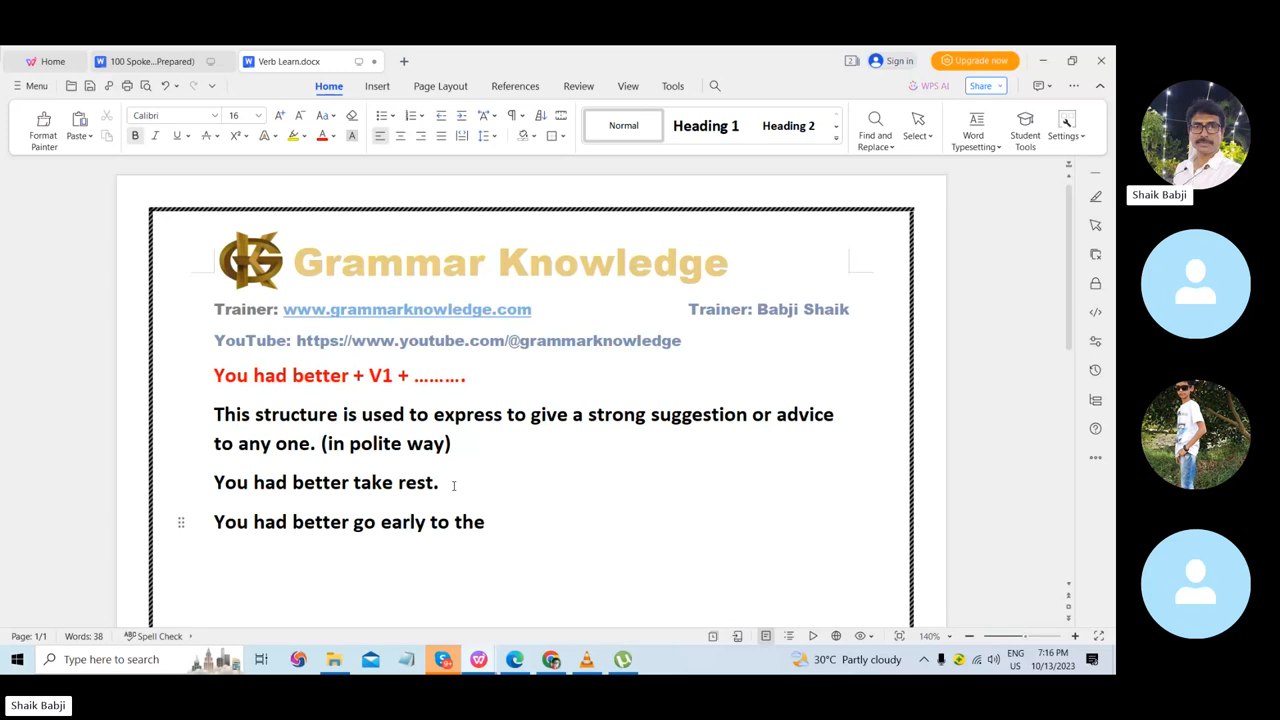 Home 100 Spoke...Prepared) Verb Learn.docx + 2 Sign in Upgrade now
Menu Home Insert Page Layout References Review View Tools WPS AI Share
Calibri 16 Normal Heading 1 Heading 2
Format Painter Paste Find and Replace Select Word Typesetting Student Tools Settings
Shaik Babji
GK Grammar Knowledge
Trainer: www.grammarknowledge.com Trainer: Babji Shaik
YouTube: https://www.youtube.com/@grammarknowledge
You had better + V1 + ..........
This structure is used to express to give a strong suggestion or advice
to any one. (in polite way)
You had better take rest.
You had better go early to the
Page: 1/1 Words: 38 Spell Check 140%
Type here to search 30°C Partly cloudy ENG US 7:16 PM 10/13/2023
Shaik Babji